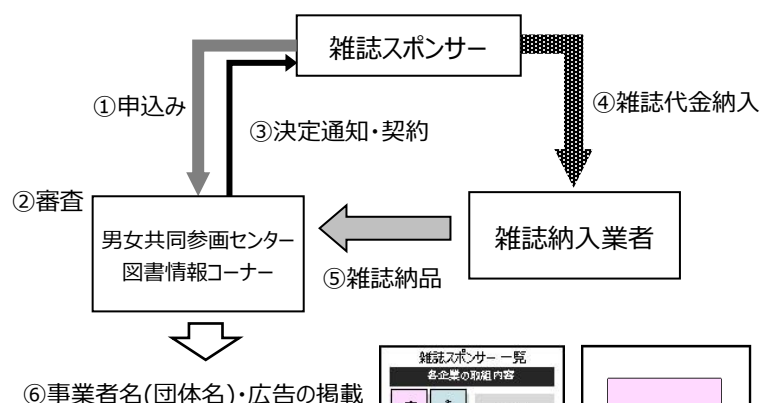 雑誌スポンサー
①申込み
④雑誌代金納入
③決定通知・契約
②審査
男女共同参画センター
図書情報コーナー
雑誌納入業者
⑤雑誌納品
雑誌スポンサー 一覧
各企業の取組内容
⑥事業者名(団体名)・広告の掲載